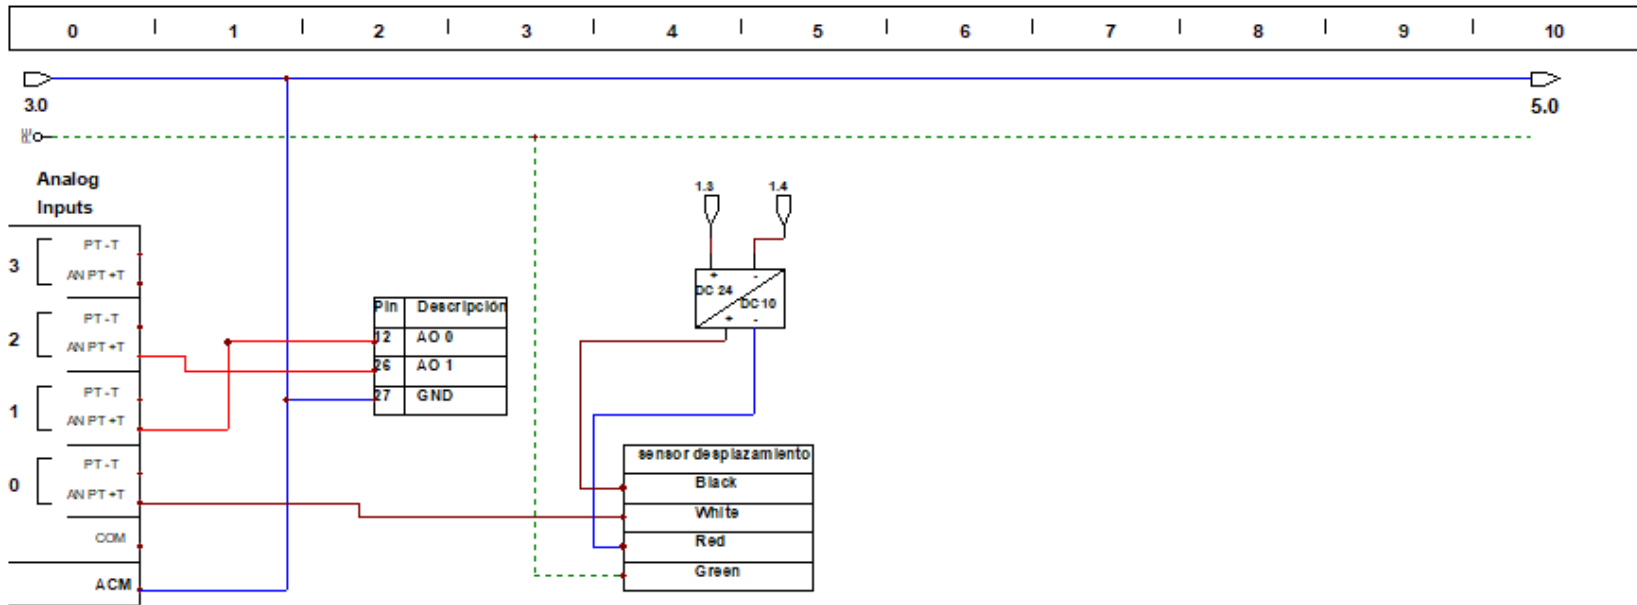 0 1 2 3 4 5 6 7 8 9 10
3.0
5.0
Analog
Inputs
1.3 1.4
PT -T
3
AN PT +T
+ -
DC 24
DC 10
+ -
PT -T
2
AN PT +T
Pin Descripción
12 AO 0
26 AO 1
27 GND
PT -T
1
AN PT +T
PT -T
0
AN PT +T
COM
ACM
sensor desplazamiento
Black
White
Red
Green